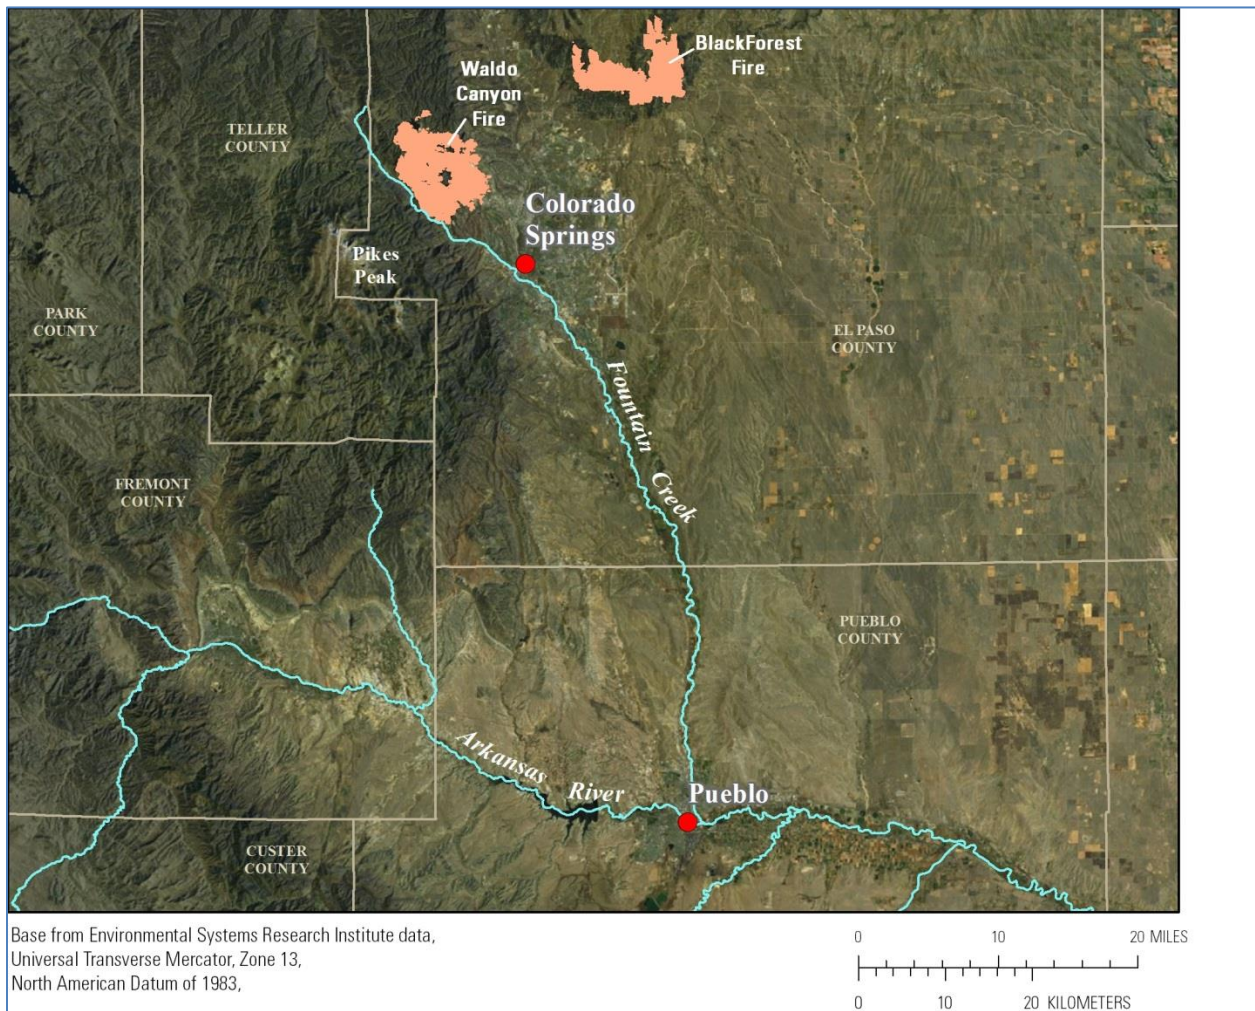 BlackForest
Fire
Waldo
Canyon
Fire
TELLER
COUNTY
Colorado
Springs
Pikes
Peak
PARK
COUNTY
EL PASO
COUNTY
Fountain Creek
FREMONT
COUNTY
PUEBLO
COUNTY
Arkansas River
Pueblo
CUSTER
COUNTY
Base from Environmental Systems Research Institute data,
Universal Transverse Mercator, Zone 13,
North American Datum of 1983,
0 10 20 MILES
0 10 20 KILOMETERS